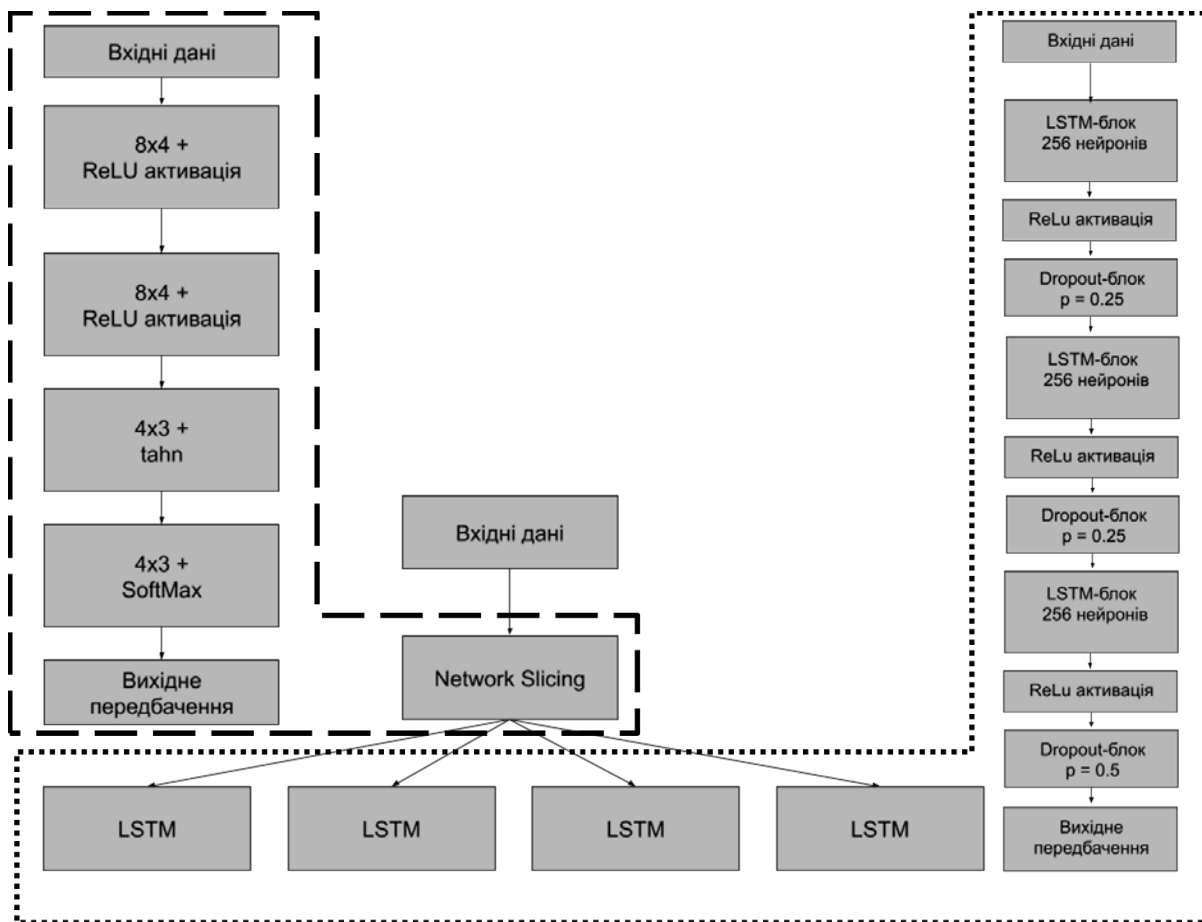 Вхідні дані
8x4 +
ReLU активація
8x4 +
ReLU активація
4x3 +
tahn
4x3 +
SoftMax
Вихідне
передбачення
Вхідні дані
Network Slicing
LSTM
LSTM
LSTM
LSTM
Вхідні дані
LSTM-блок
256 нейронів
ReLu активація
Dropout-блок
p = 0.25
LSTM-блок
256 нейронів
ReLu активація
Dropout-блок
p = 0.25
LSTM-блок
256 нейронів
ReLu активація
Dropout-блок
p = 0.5
Вихідне
передбачення